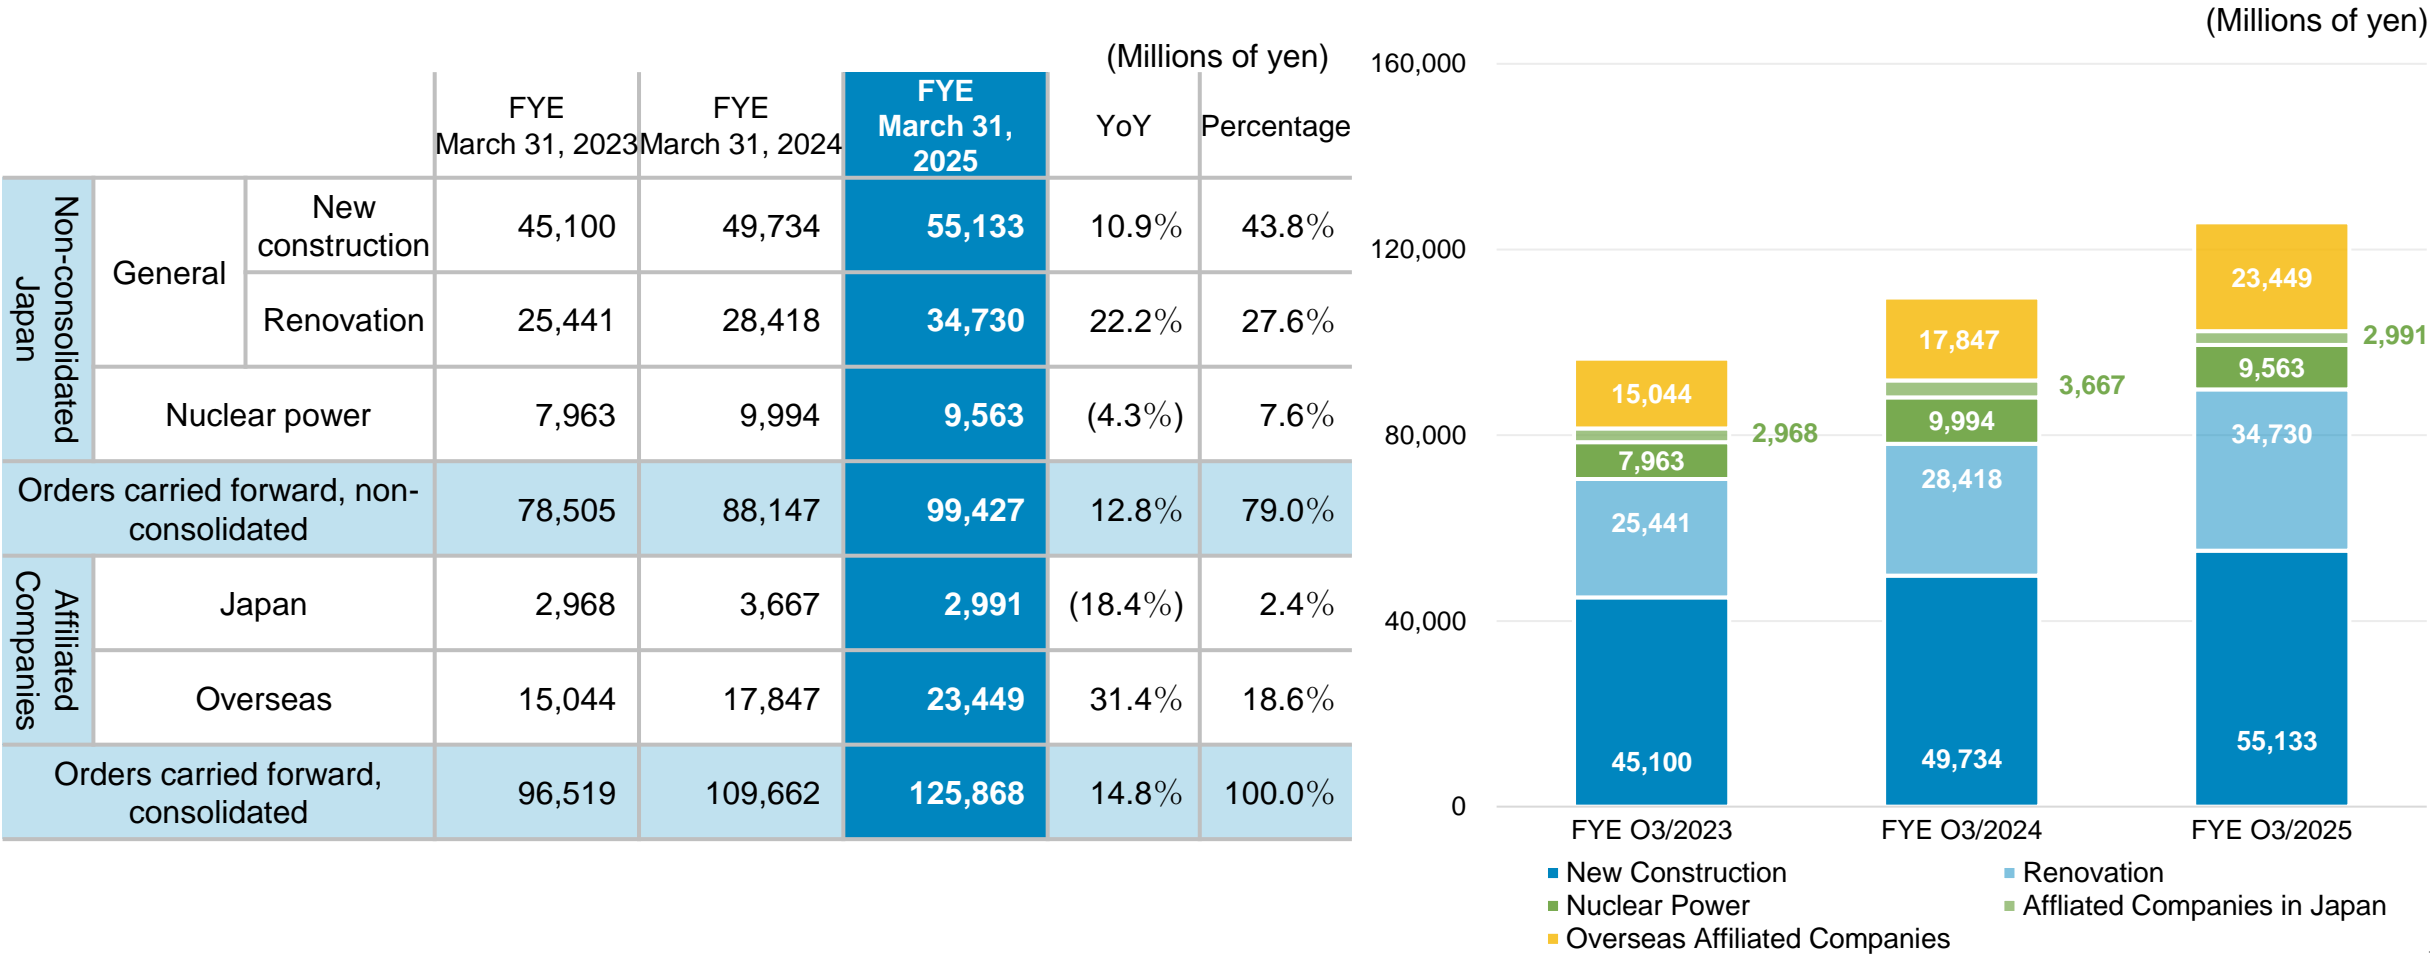 (Millions of yen)
FYE
March 31, 2023
FYE
March 31, 2024
FYE
March 31,
2025
YoY
Percentage
Non-consolidated
Japan
General
New
construction
45,100
49,734
55,133
10.9%
43.8%
Renovation
25,441
28,418
34,730
22.2%
27.6%
Nuclear power
7,963
9,994
9,563
(4.3%)
7.6%
Orders carried forward, non-
consolidated
78,505
88,147
99,427
12.8%
79.0%
Affiliated
Companies
Japan
2,968
3,667
2,991
(18.4%)
2.4%
Overseas
15,044
17,847
23,449
31.4%
18.6%
Orders carried forward,
consolidated
96,519
109,662
125,868
14.8%
100.0%
(Millions of yen)
160,000
120,000
80,000
40,000
0
15,044
2,968
7,963
25,441
45,100
17,847
3,667
9,994
28,418
49,734
23,449
2,991
9,563
34,730
55,133
FYE O3/2023
FYE O3/2024
FYE O3/2025
New Construction
Renovation
Nuclear Power
Affliated Companies in Japan
Overseas Affiliated Companies